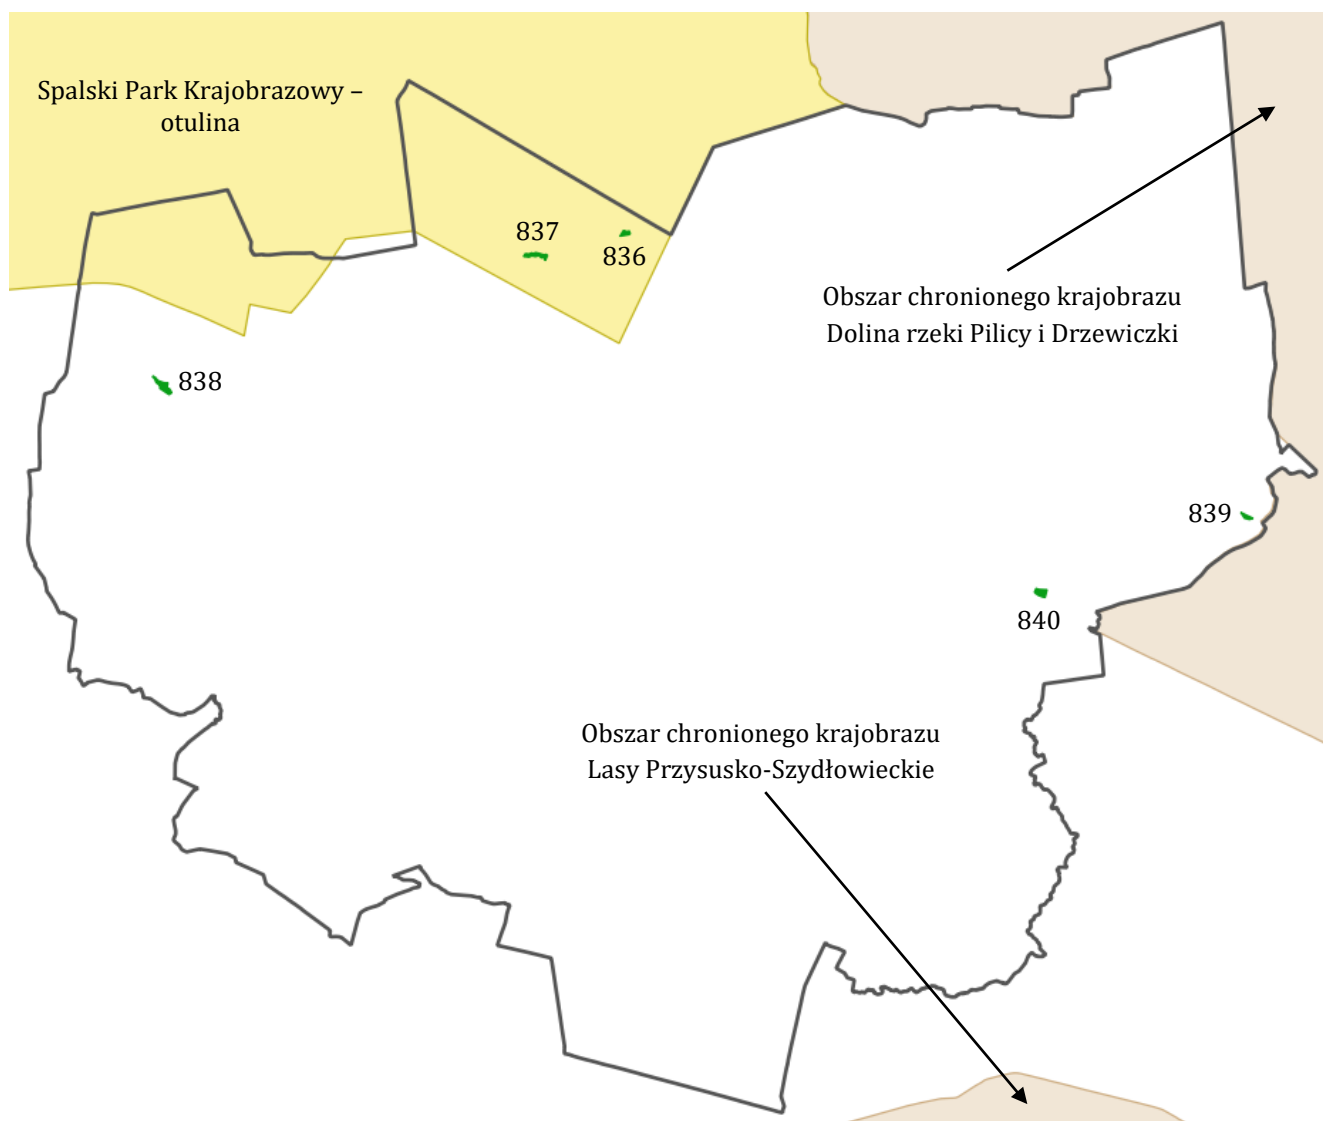 Spalski Park Krajobrazowy –
otulina
837
836
Obszar chronionego krajobrazu
Dolina rzeki Pilicy i Drzewiczki
838
839
840
Obszar chronionego krajobrazu
Lasy Przysusko-Szydłowieckie